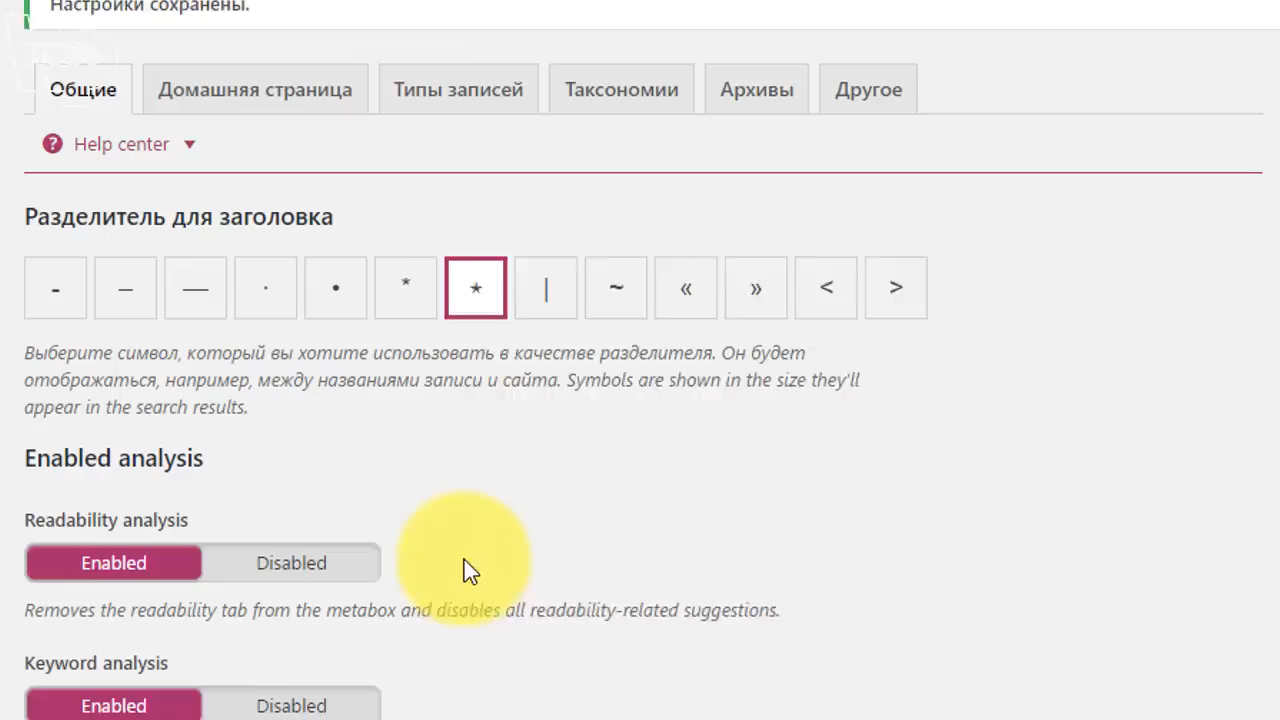 Настройки сохранены.
Общие Домашняя страница Типы записей Таксономии Архивы Другое
? Help center ▼
Разделитель для заголовка
- – — · • * ⋆ | ~ « » < >
Выберите символ, который вы хотите использовать в качестве разделителя. Он будет
отображаться, например, между названиями записи и сайта. Symbols are shown in the size they'll
appear in the search results.
Enabled analysis
Readability analysis
Enabled Disabled
Removes the readability tab from the metabox and disables all readability-related suggestions.
Keyword analysis
Enabled Disabled